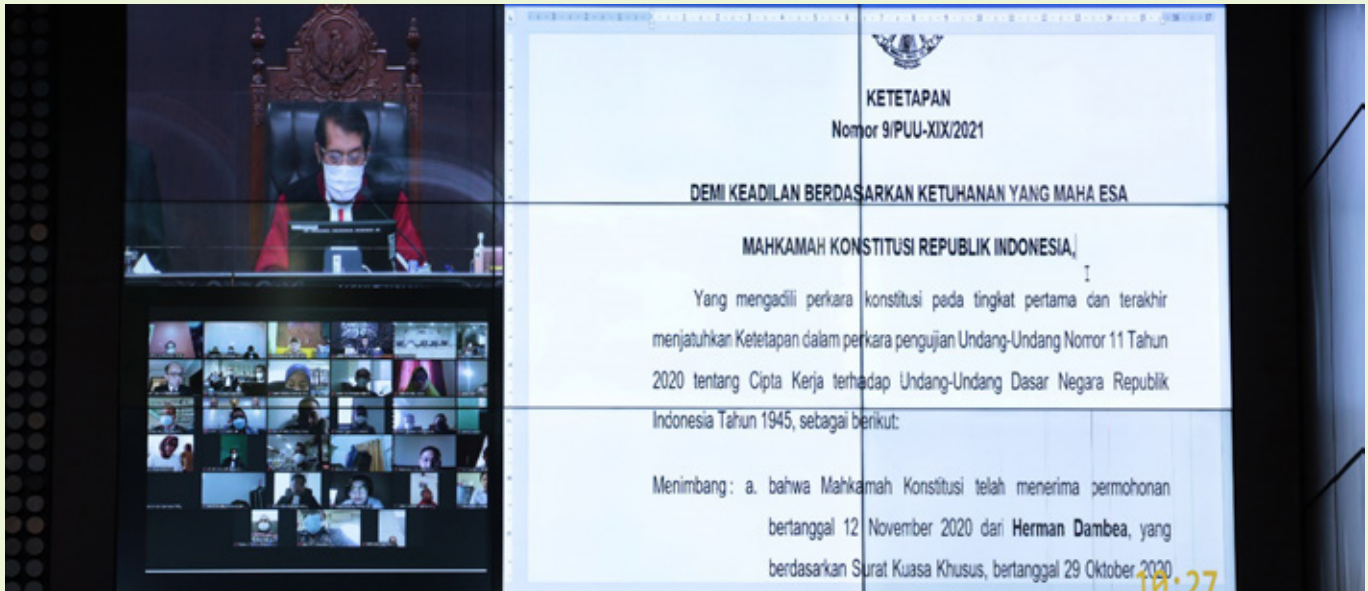 KETETAPAN
Nomor 9/PUU-XIX/2021
DEMI KEADILAN BERDASARKAN KETUHANAN YANG MAHA ESA
MAHKAMAH KONSTITUSI REPUBLIK INDONESIA,
Yang mengadili perkara konstitusi pada tingkat pertama dan terakhir
menjatuhkan Ketetapan dalam perkara pengujian Undang-Undang Nomor 11 Tahun
2020 tentang Cipta Kerja terhadap Undang-Undang Dasar Negara Republik
Indonesia Tahun 1945, sebagai berikut:
Menimbang : a. bahwa Mahkamah Konstitusi telah menerima permohonan
bertanggal 12 November 2020 dari Herman Dambea, yang
berdasarkan Surat Kuasa Khusus, bertanggal 29 Oktober 2020
10:27